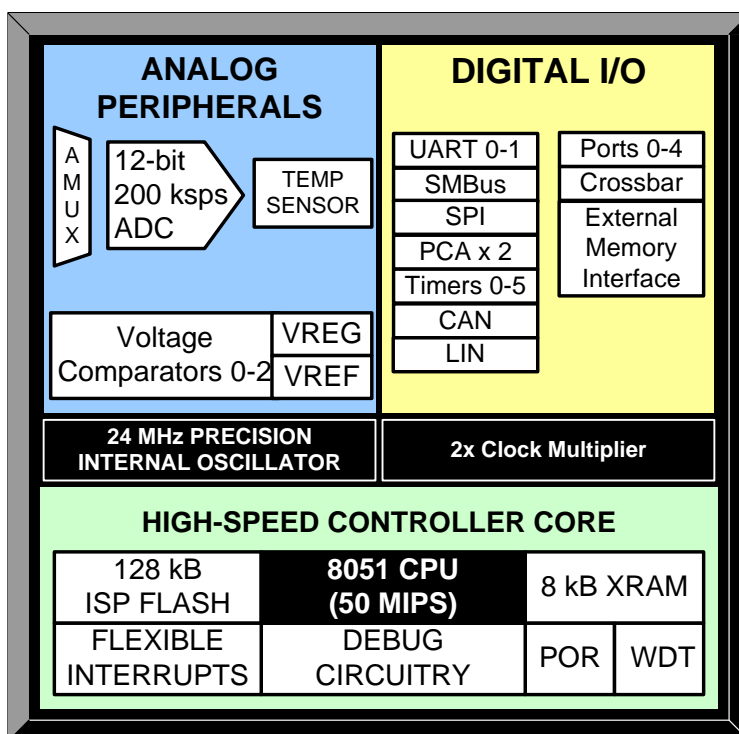 ANALOG
PERIPHERALS
A
M
U
X
12-bit
200 ksps
ADC
TEMP
SENSOR
Voltage
Comparators 0-2
VREG
VREF
DIGITAL I/O
UART 0-1
SMBus
SPI
PCA x 2
Timers 0-5
CAN
LIN
Ports 0-4
Crossbar
External
Memory
Interface
24 MHz PRECISION
INTERNAL OSCILLATOR
2x Clock Multiplier
HIGH-SPEED CONTROLLER CORE
128 kB
ISP FLASH
8051 CPU
(50 MIPS)
8 kB XRAM
FLEXIBLE
INTERRUPTS
DEBUG
CIRCUITRY
POR
WDT